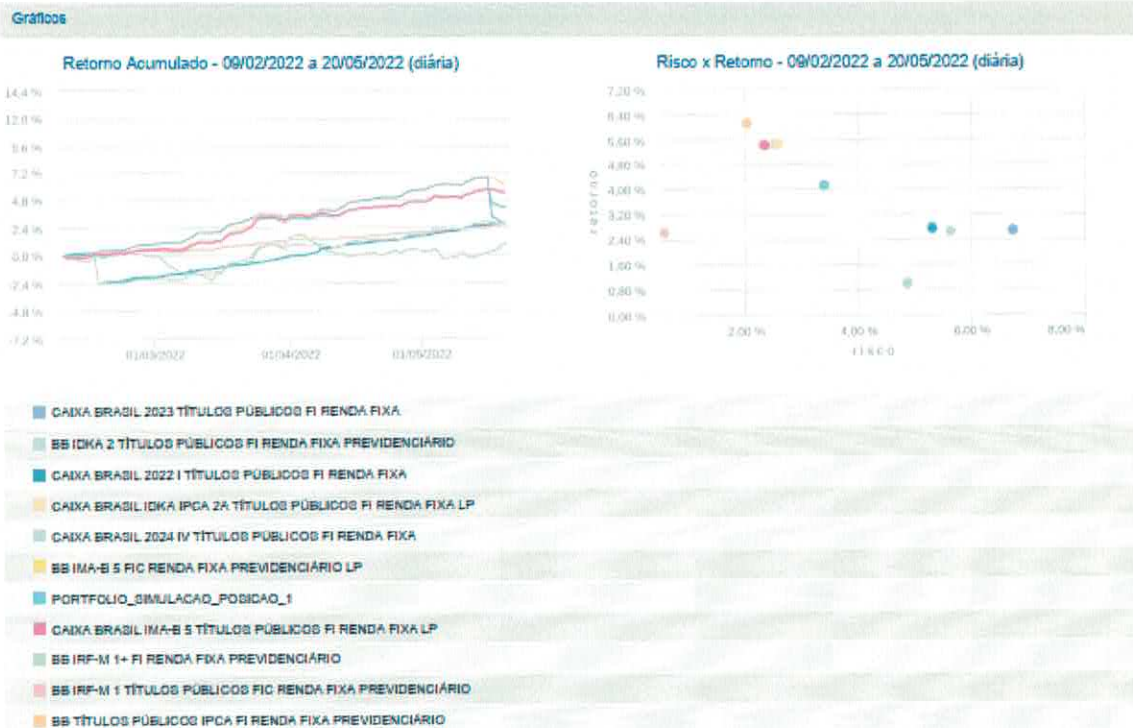 Gráficos
Retorno Acumulado - 09/02/2022 a 20/05/2022 (diária)
14,4 %
12,0 %
9,6 %
7,2 %
4,8 %
2,4 %
0,0 %
-2,4 %
-4,8 %
-7,2 %
01/03/2022
01/04/2022
01/05/2022
Risco x Retorno - 09/02/2022 a 20/05/2022 (diária)
retorno
7,20 %
6,40 %
5,60 %
4,80 %
4,00 %
3,20 %
2,40 %
1,60 %
0,80 %
0,00 %
2,00 %
4,00 %
6,00 %
8,00 %
risco
CAIXA BRASIL 2023 TÍTULOS PÚBLICOS FI RENDA FIXA
BB IDKA 2 TÍTULOS PÚBLICOS FI RENDA FIXA PREVIDENCIÁRIO
CAIXA BRASIL 2022 I TÍTULOS PÚBLICOS FI RENDA FIXA
CAIXA BRASIL IDKA IPCA 2A TÍTULOS PÚBLICOS FI RENDA FIXA LP
CAIXA BRASIL 2024 IV TÍTULOS PÚBLICOS FI RENDA FIXA
BB IMA-B 5 FIC RENDA FIXA PREVIDENCIÁRIO LP
PORTFOLIO_SIMULACAO_POSICAO_1
CAIXA BRASIL IMA-B 5 TÍTULOS PÚBLICOS FI RENDA FIXA LP
BB IRF-M 1+ FI RENDA FIXA PREVIDENCIÁRIO
BB IRF-M 1 TÍTULOS PÚBLICOS FIC RENDA FIXA PREVIDENCIÁRIO
BB TÍTULOS PÚBLICOS IPCA FI RENDA FIXA PREVIDENCIÁRIO